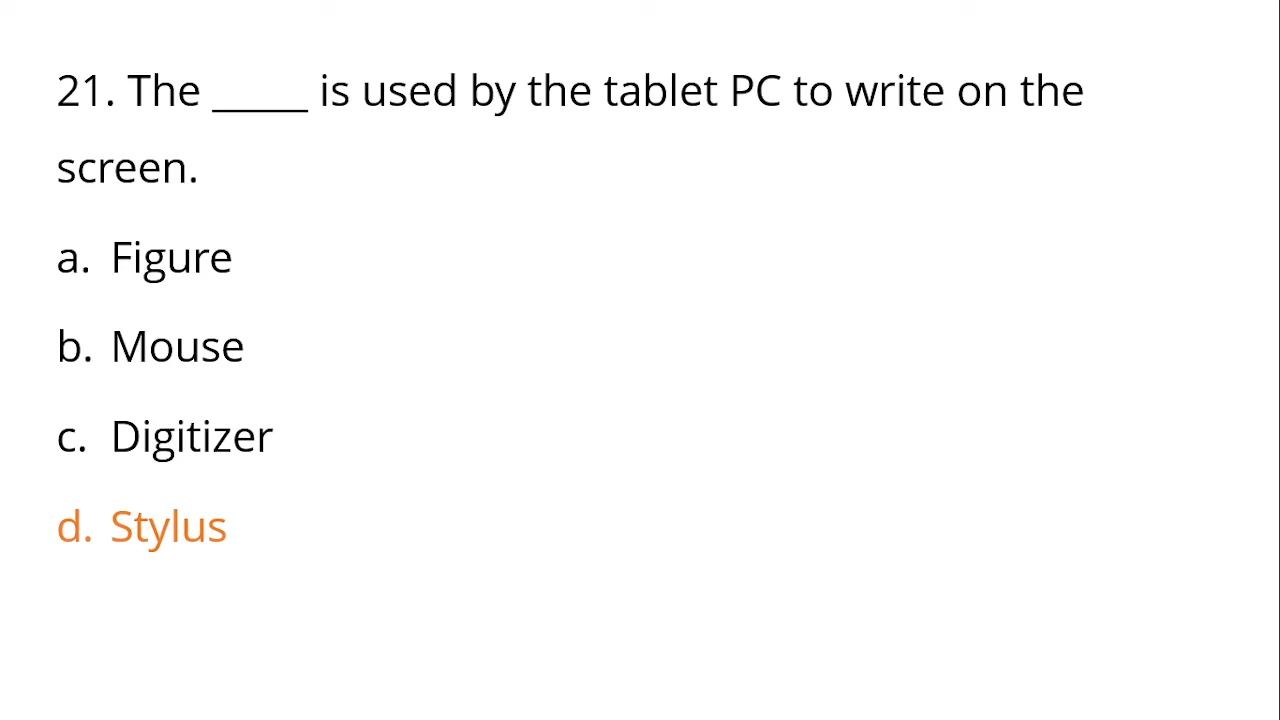 21. The _____ is used by the tablet PC to write on the
screen.
a. Figure
b. Mouse
c. Digitizer
d. Stylus